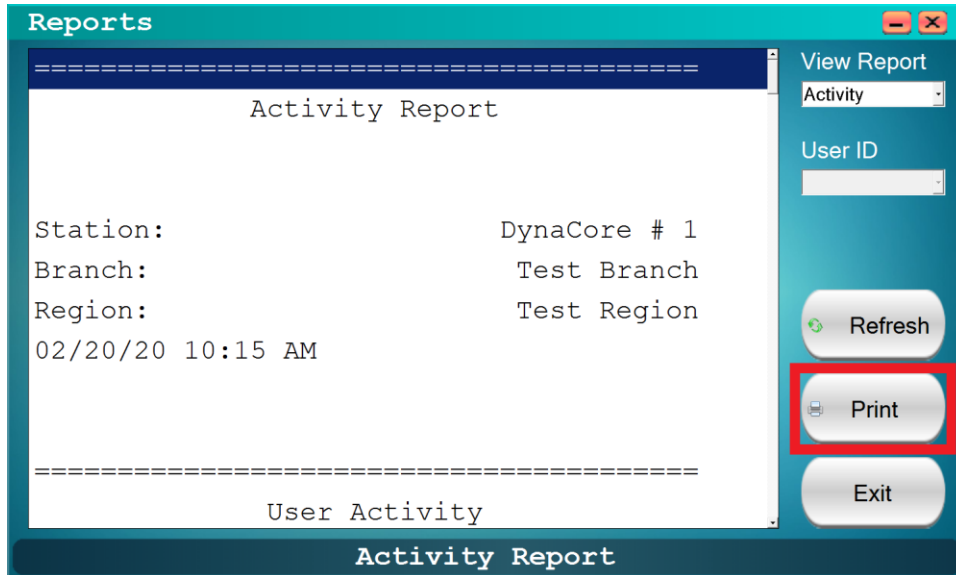 Reports
========================================
Activity Report
Station: DynaCore # 1
Branch: Test Branch
Region: Test Region
02/20/20 10:15 AM
========================================
User Activity
View Report
Activity
User ID
Refresh
Print
Exit
Activity Report